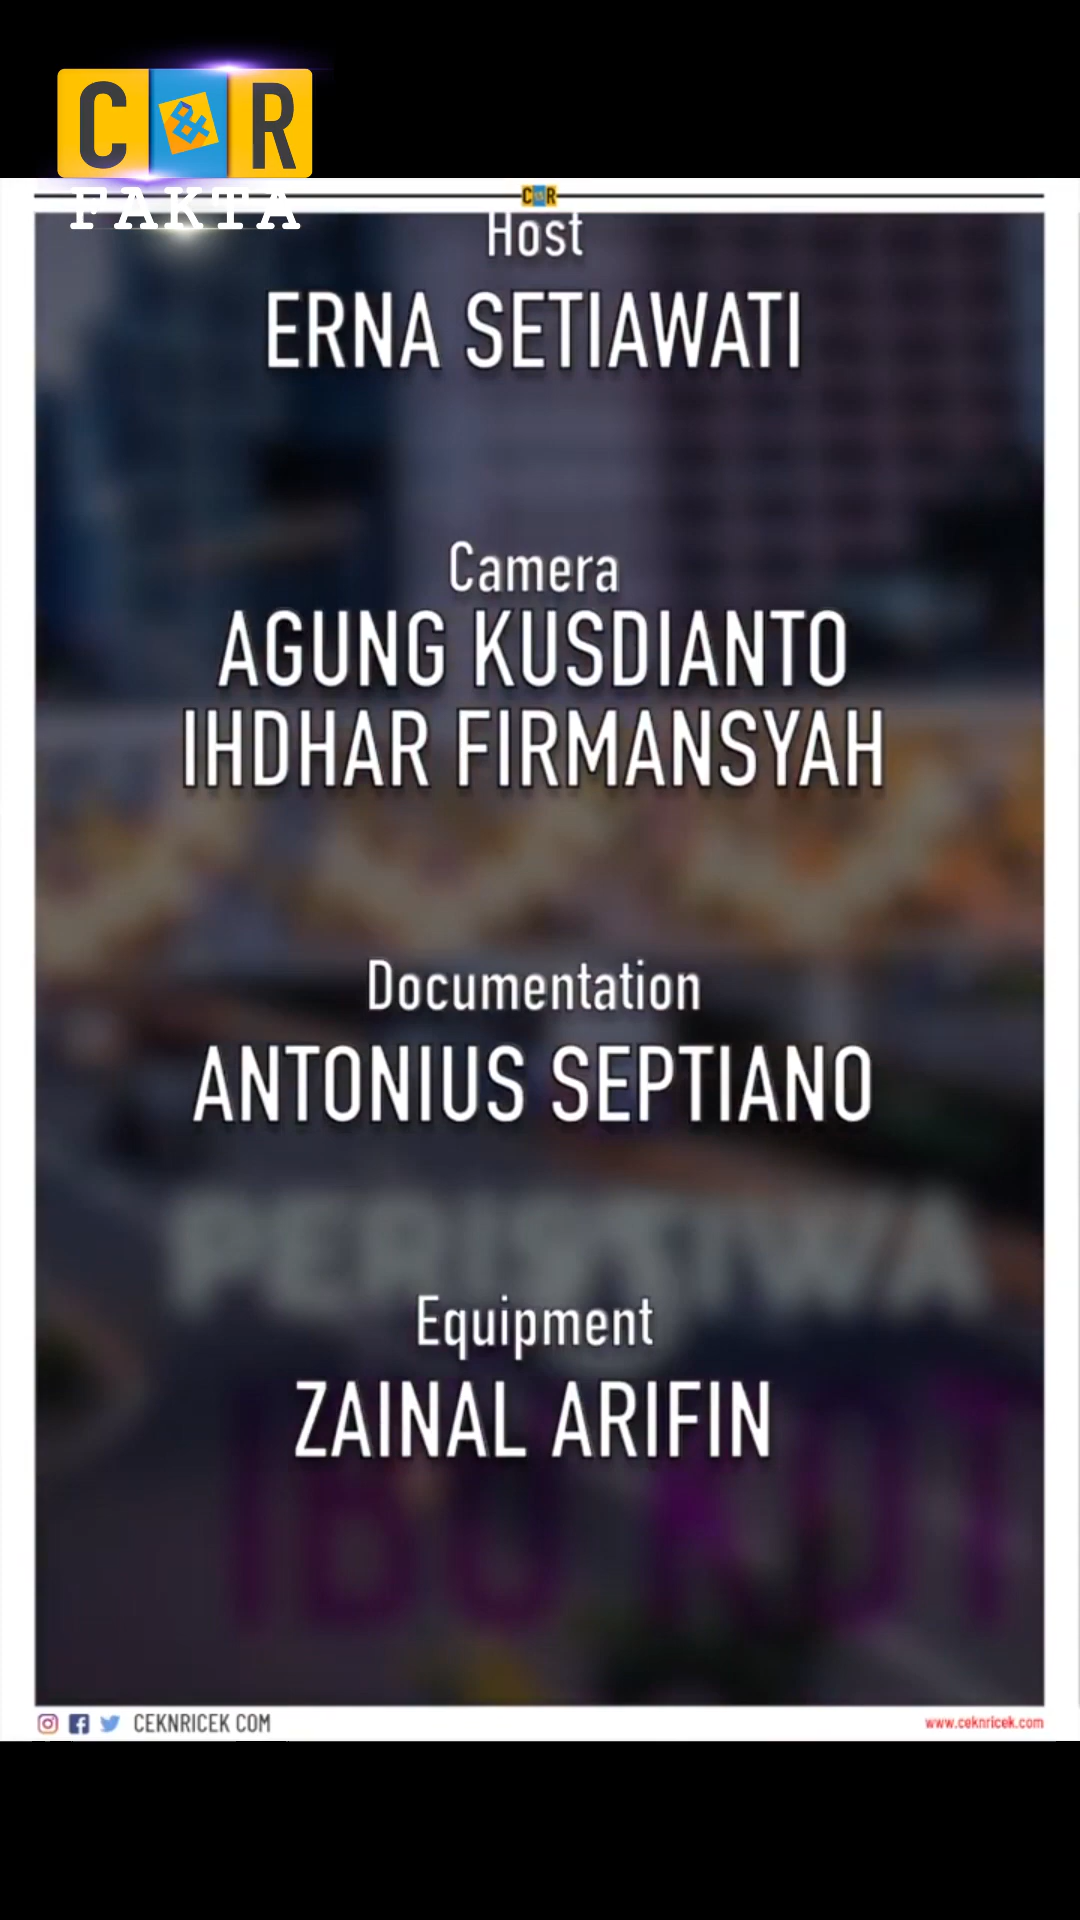 C&R
FAKTA
C&R
Host
ERNA SETIAWATI
Camera
AGUNG KUSDIANTO
IHDHAR FIRMANSYAH
Documentation
ANTONIUS SEPTIANO
PERISTIWA
Equipment
ZAINAL ARIFIN
CEKNRICEK COM
www.ceknricek.com